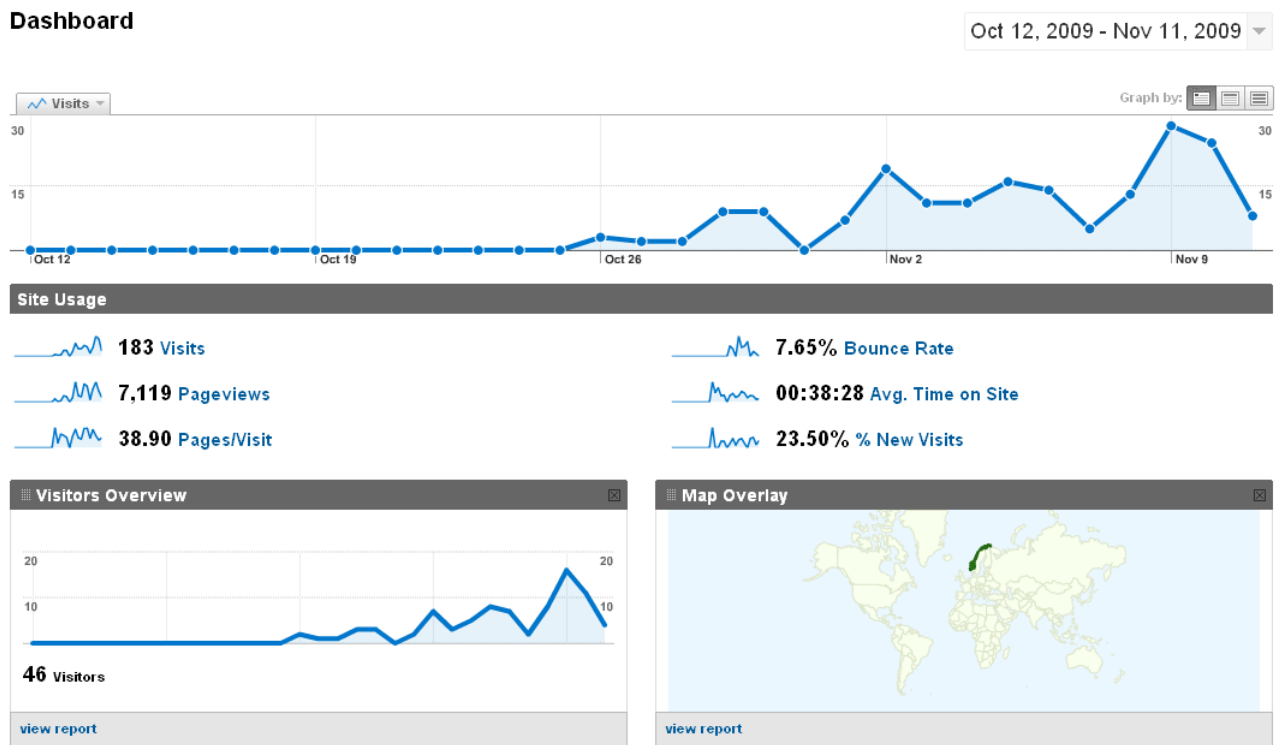 Dashboard
Oct 12, 2009 - Nov 11, 2009
Visits
Graph by:
30 30
15 15
Oct 12 Oct 19 Oct 26 Nov 2 Nov 9
Site Usage
183 Visits
7.65% Bounce Rate
7,119 Pageviews
00:38:28 Avg. Time on Site
38.90 Pages/Visit
23.50% % New Visits
Visitors Overview
20 20
10 10
46 Visitors
view report
Map Overlay
view report